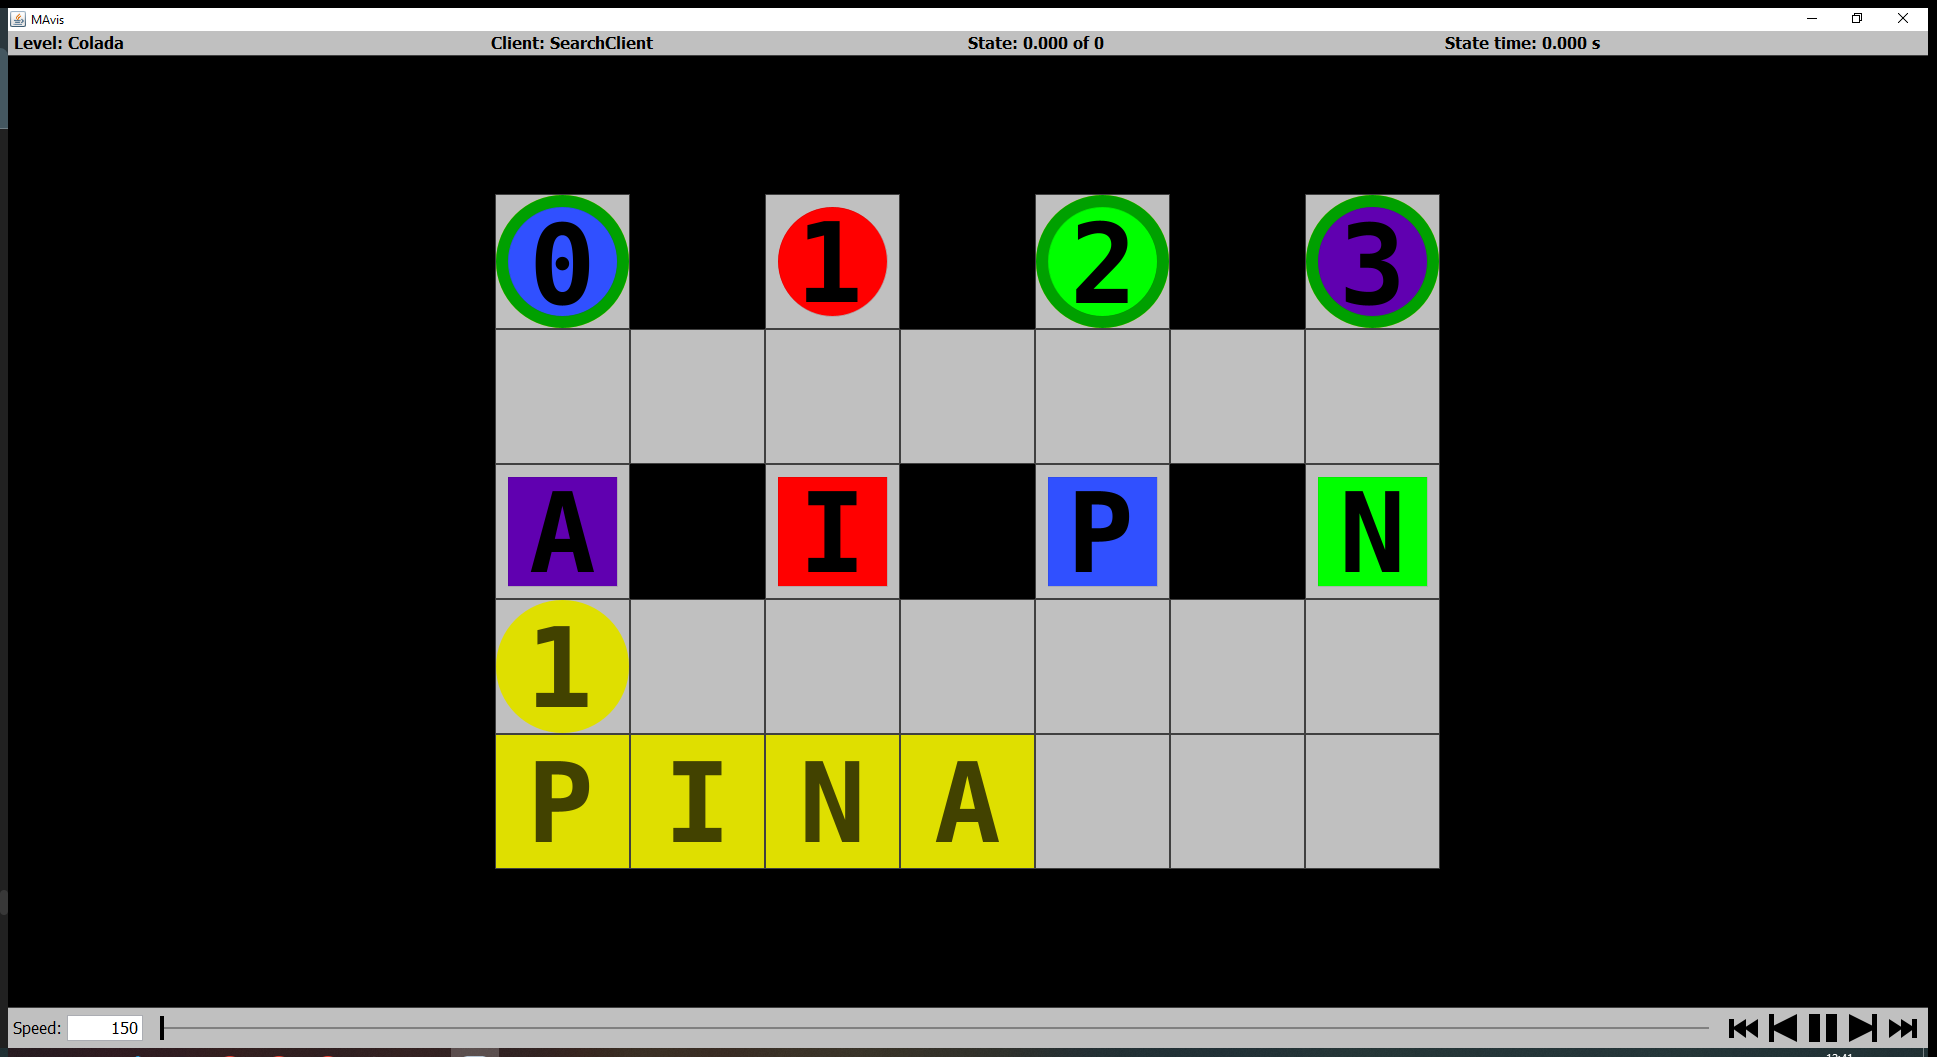 MAvis
Level: Colada Client: SearchClient State: 0.000 of 0 State time: 0.000 s
0 1 2 3
A I P N
1
P I N A
Speed: 150